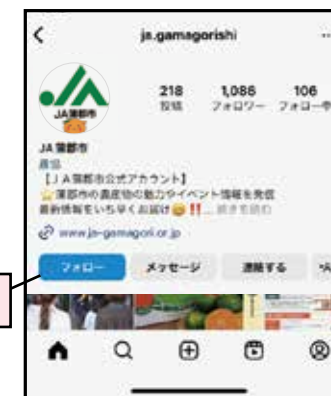 ja.gamagorishi
JA蒲郡市
218 1,086 106
投稿 フォロワー フォロー中
JA蒲郡市
農協
【JA蒲郡市公式アカウント】
蒲郡市の農産物の魅力やイベント情報を発信
最新情報をいち早くお届け😄‼️... 続きを読む
www.ja-gamagori.or.jp
フォロー メッセージ 連絡する